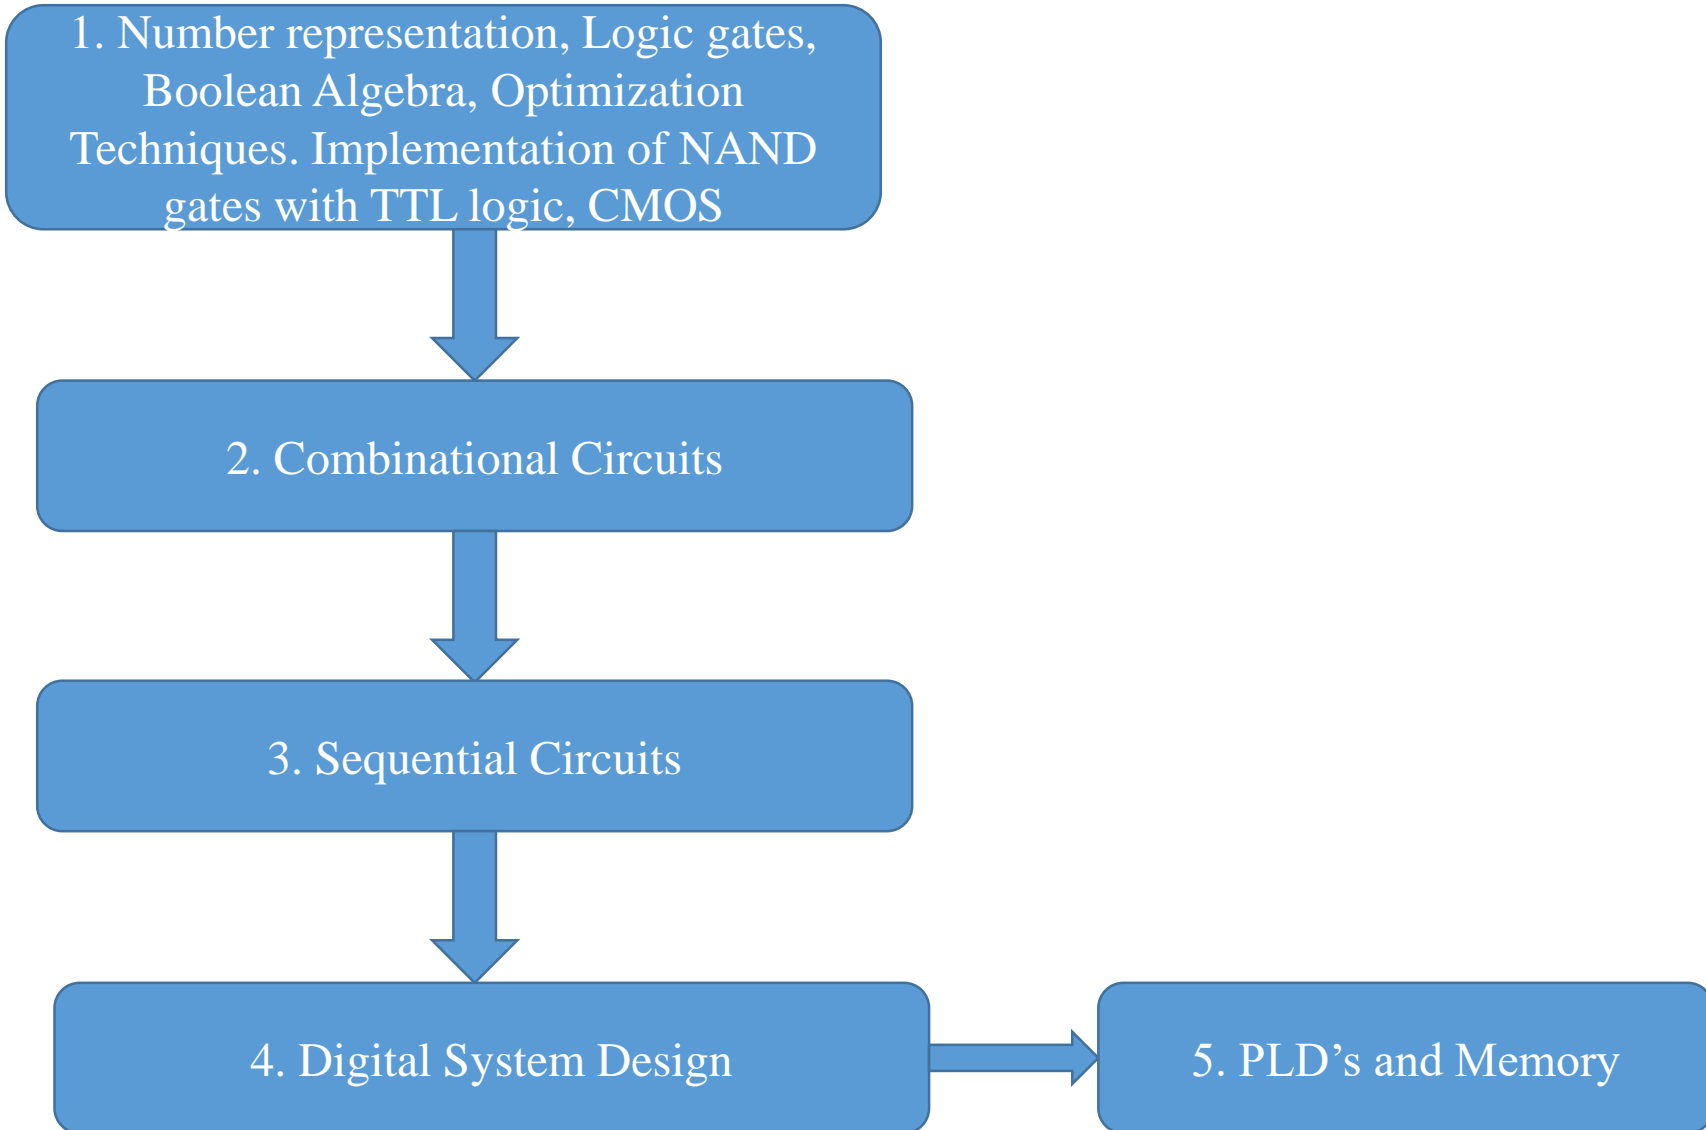 1. Number representation, Logic gates,
Boolean Algebra, Optimization
Techniques. Implementation of NAND
gates with TTL logic, CMOS
2. Combinational Circuits
3. Sequential Circuits
4. Digital System Design
5. PLD’s and Memory